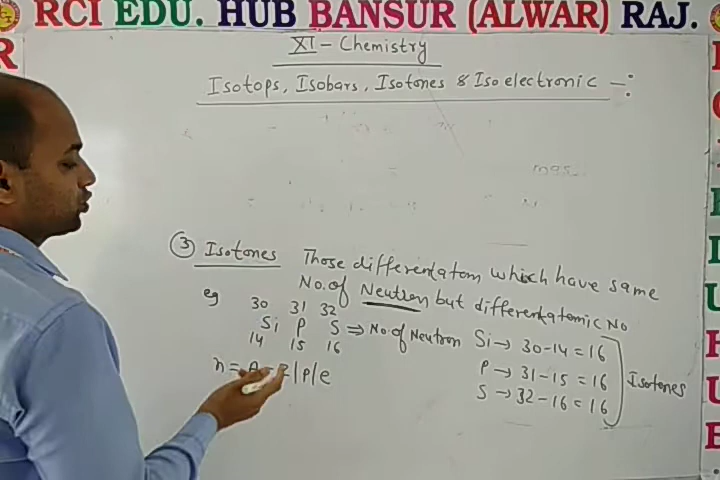 RCI EDU. HUB BANSUR (ALWAR) RAJ.
XI - Chemistry
Isotops, Isobars, Isotones & Isoelectronic -:
mas
③ Isotones Those different atom which have same
No. of Neutron but different atomic No
eg 30 Si 14 31 P 15 32 S 16 ⇒ No. of Neutron
Si → 30-14 = 16
P → 31-15 = 16
S → 32-16 = 16
Isotones
n = A - Z/P/e